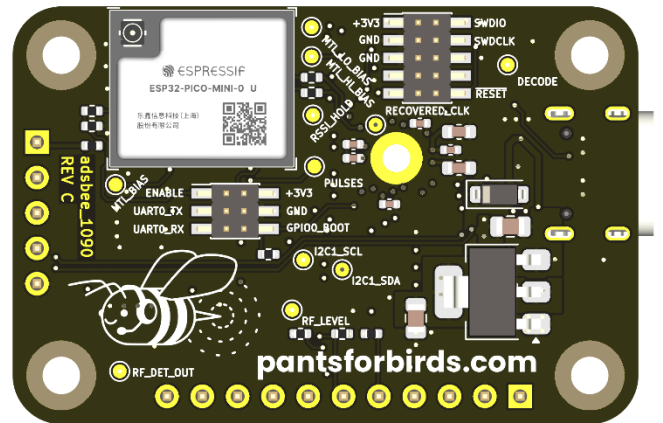 ESPRESSIF
ESP32-PICO-MINI-0 U
乐鑫信息科技(上海)
股份有限公司
MTL_LO_BIAS
MTL_HI_BIAS
RSSI_HOLD
PULSES
MTL_BIAS
+3V3
GND
GND
SWDIO
SWDCLK
RESET
RECOVERED_CLK
DECODE
adsbee_1090
REV C
ENABLE
UART0_TX
UART0_RX
+3V3
GND
GPIO0_BOOT
I2C1_SCL
I2C1_SDA
RF_LEVEL
RF_DET_OUT
pantsforbirds.com